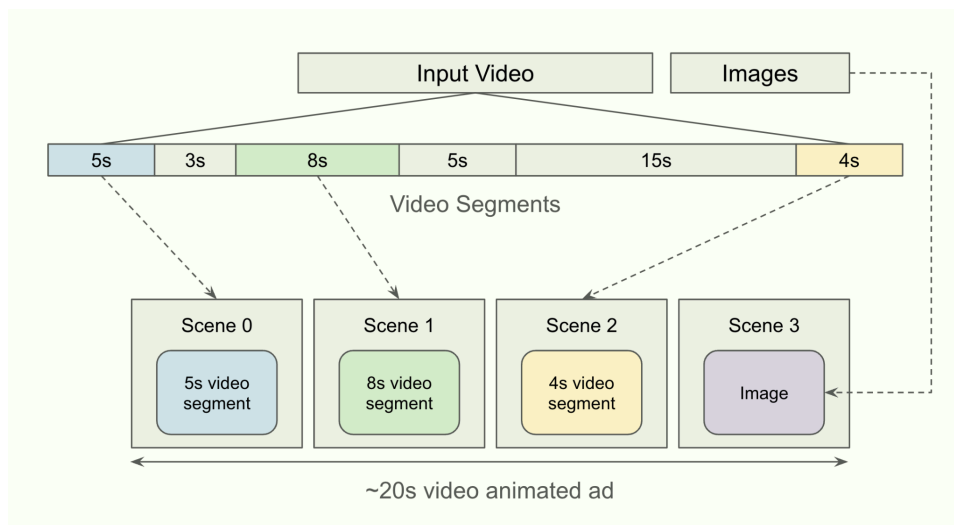 Input Video
Images
5s
3s
8s
5s
15s
4s
Video Segments
Scene 0
Scene 1
Scene 2
Scene 3
5s video
segment
8s video
segment
4s video
segment
Image
~20s video animated ad